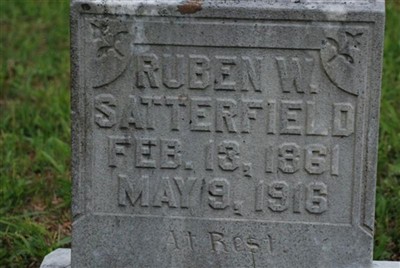 RUBEN W.
SATTERFIELD
FEB. 13, 1861
MAY 9, 1916
At Rest